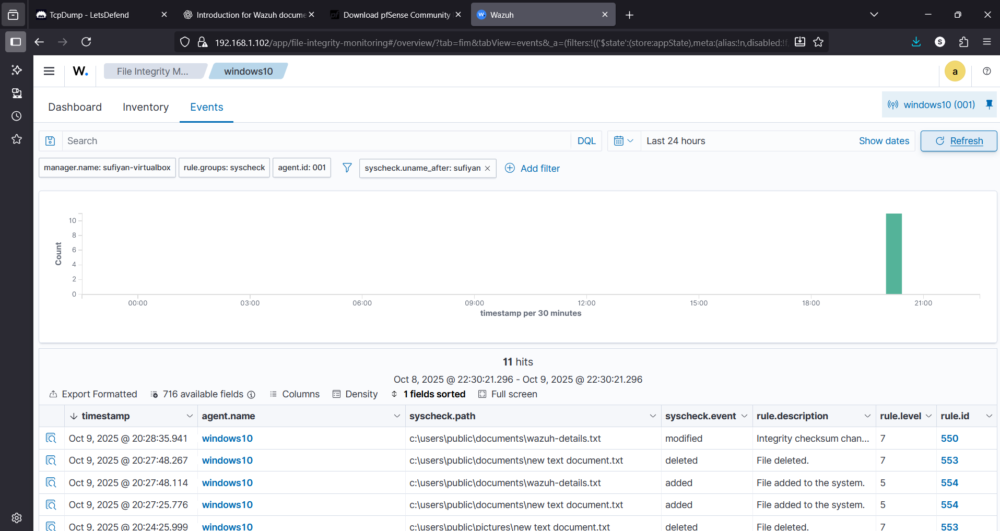 TcpDump - LetsDefend
Introduction for Wazuh docume
Download pfSense Community
Wazuh
192.168.1.102/app/file-integrity-monitoring#/overview/?tab=fim&tabView=events&_a=(filters:!(('$state':(store:appState),meta:(alias:!n,disabled:!f,
S
W.
File Integrity M...
windows10
a
Dashboard
Inventory
Events
windows10 (001)
Search
DQL
Last 24 hours
Show dates
Refresh
manager.name: sufiyan-virtualbox
rule.groups: syscheck
agent.id: 001
syscheck.uname_after: sufiyan
Add filter
Count
10
8
6
4
2
0
00:00
03:00
06:00
09:00
12:00
15:00
18:00
21:00
timestamp per 30 minutes
11 hits
Oct 8, 2025 @ 22:30:21.296 - Oct 9, 2025 @ 22:30:21.296
Export Formatted
716 available fields
Columns
Density
1 fields sorted
Full screen
timestamp agent.name syscheck.path syscheck.event rule.description rule.level rule.id
Oct 9, 2025 @ 20:28:35.941 windows10 c:\users\public\documents\wazuh-details.txt modified Integrity checksum chan... 7 550
Oct 9, 2025 @ 20:27:48.267 windows10 c:\users\public\documents\new text document.txt deleted File deleted. 7 553
Oct 9, 2025 @ 20:27:48.114 windows10 c:\users\public\documents\wazuh-details.txt added File added to the system. 5 554
Oct 9, 2025 @ 20:27:25.776 windows10 c:\users\public\documents\new text document.txt added File added to the system. 5 554
Oct 9, 2025 @ 20:24:25.999 windows10 c:\users\public\pictures\new text document.txt deleted File deleted. 7 553